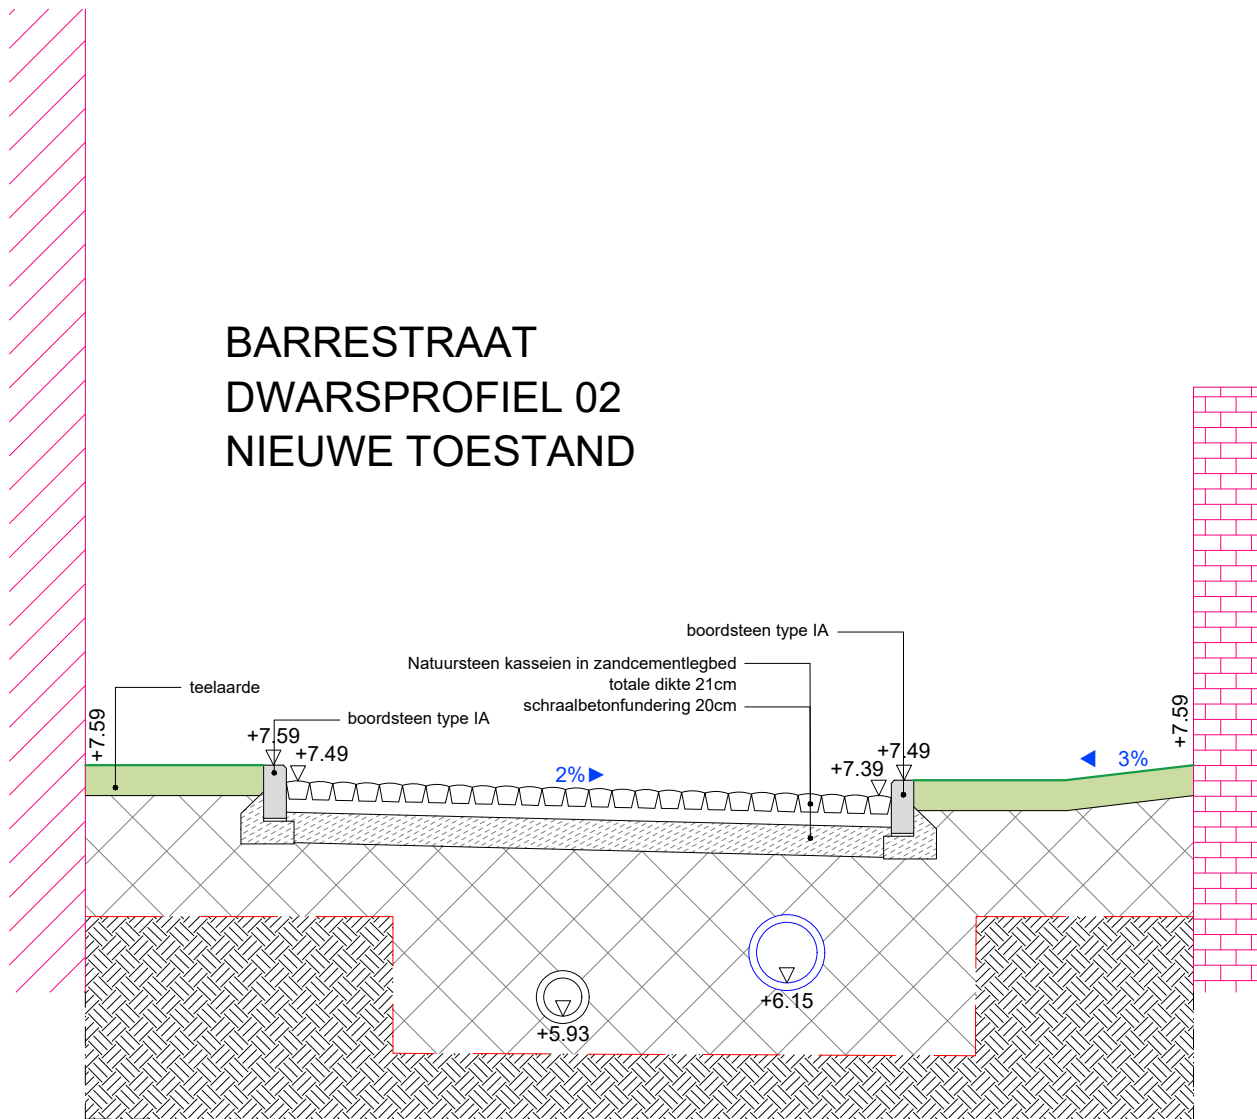 BARRESTRAAT
DWARSPROFIEL 02
NIEUWE TOESTAND
boordsteen type IA
Natuursteen kasseien in zandcementlegbed
totale dikte 21cm
schraalbetonfundering 20cm
teelaarde
boordsteen type IA
+7.59
+7.59
+7.49
2%
+7.39
+7.49
3%
+7.59
+6.15
+5.93